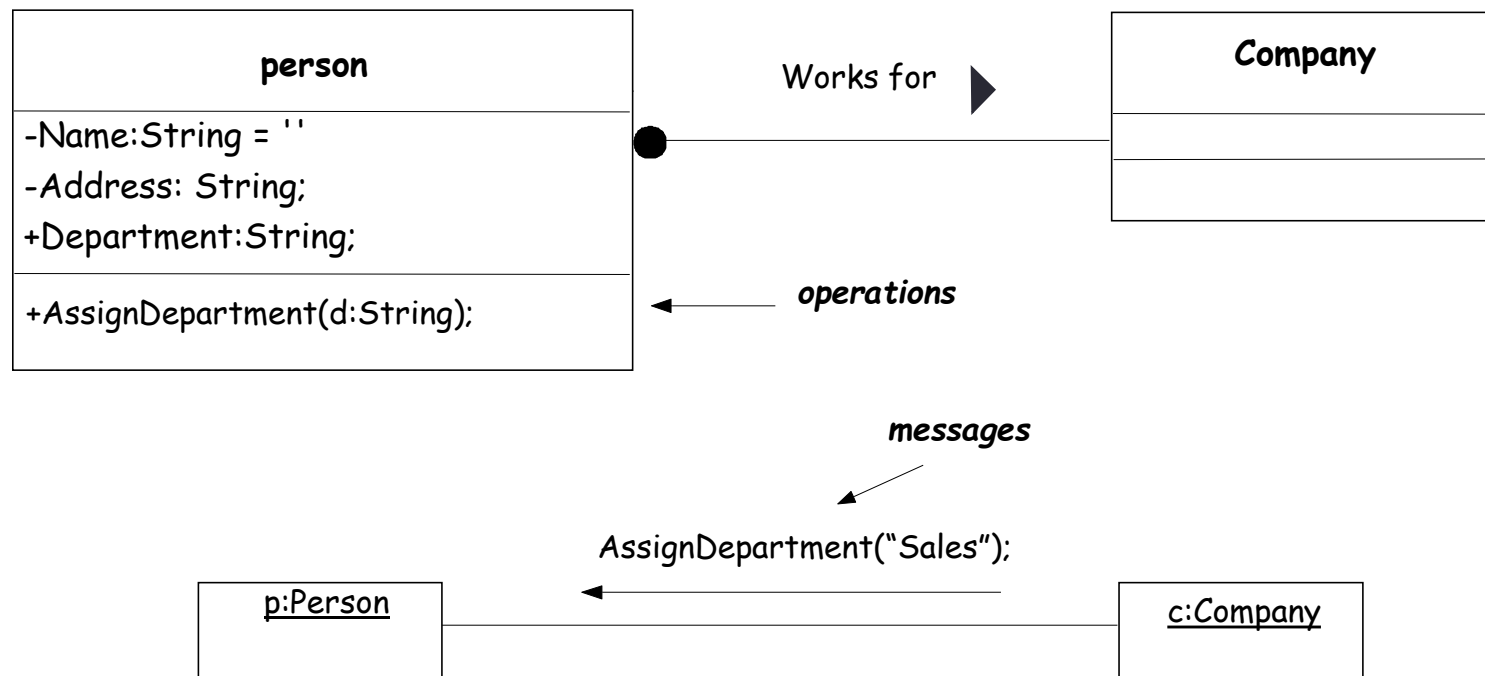 person
-Name:String = ''
-Address: String;
+Department:String;
+AssignDepartment(d:String);
Works for
Company
operations
messages
AssignDepartment(“Sales”);
p:Person
c:Company